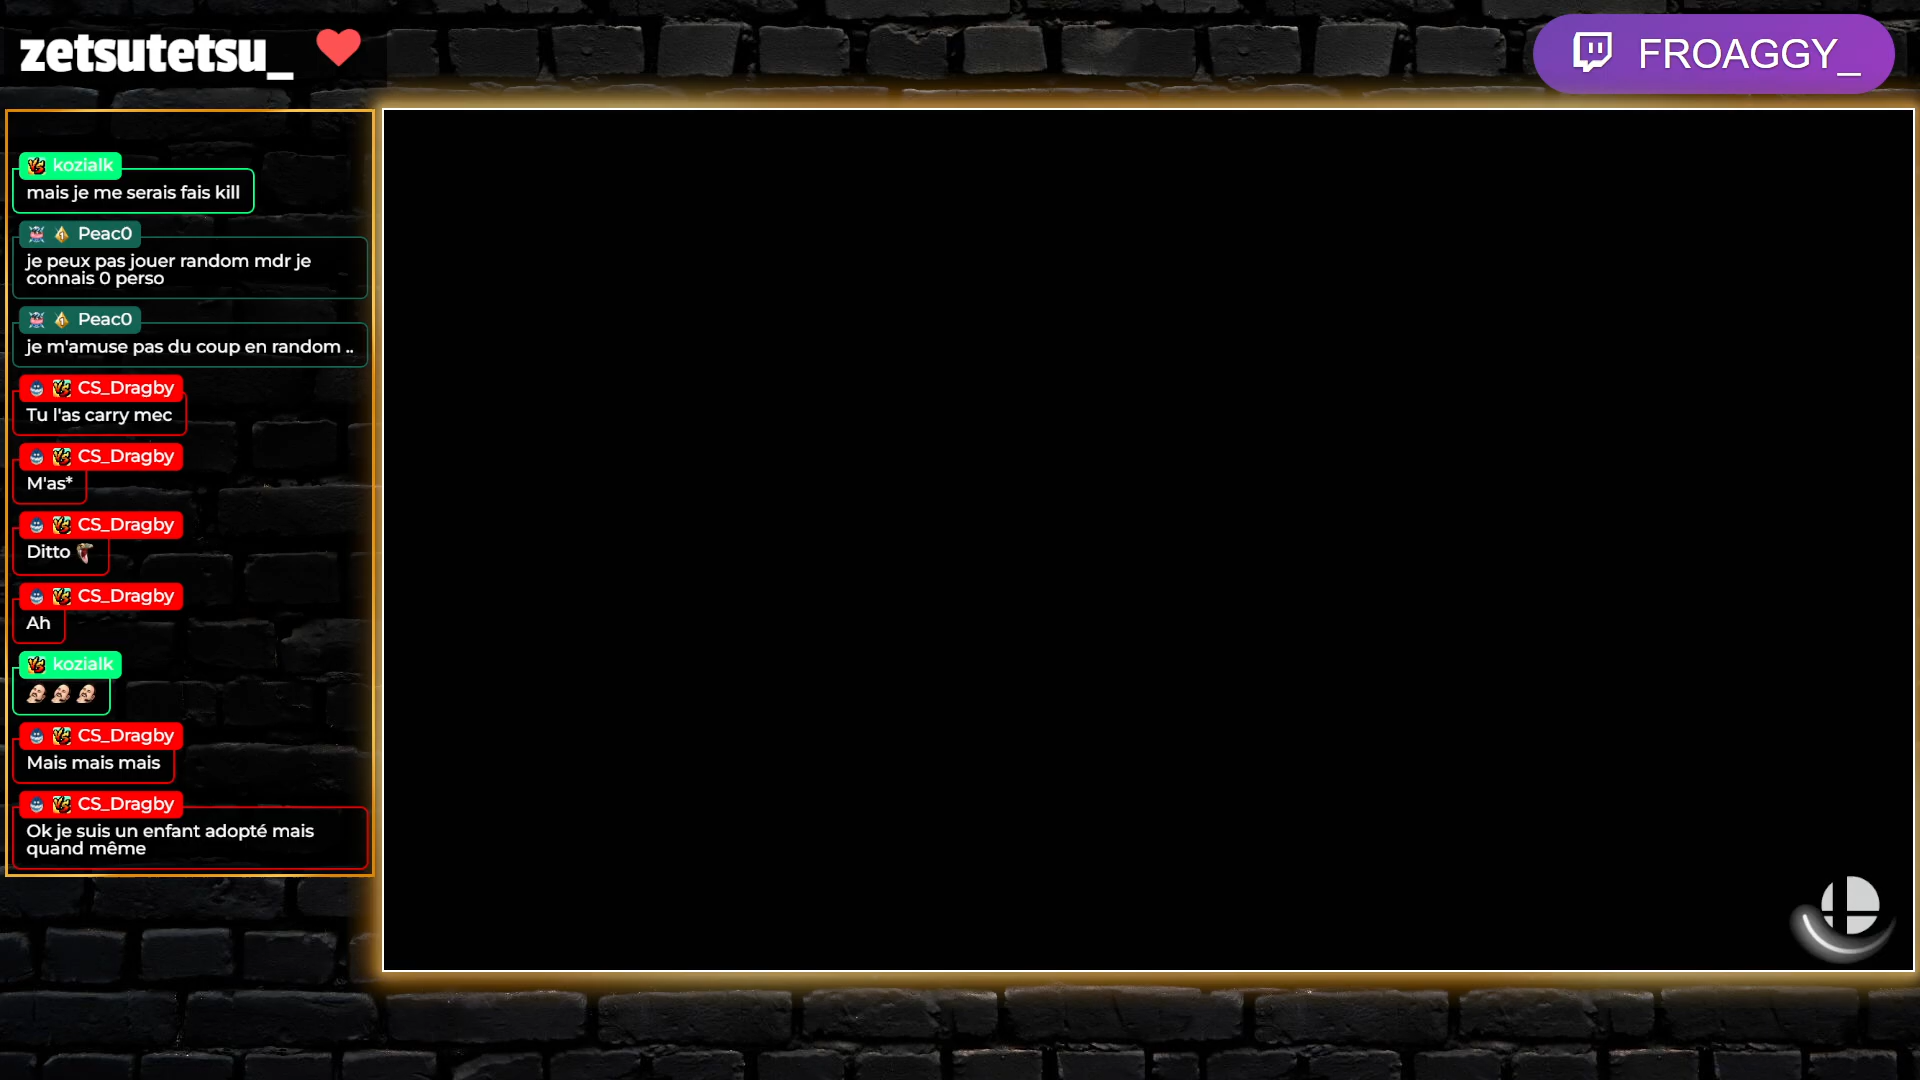 zetsutetsu_
FROAGGY_
kozialk
mais je me serais fais kill
Peac0
je peux pas jouer random mdr je
connais 0 perso
Peac0
je m'amuse pas du coup en random ..
CS_Dragby
Tu l'as carry mec
CS_Dragby
M'as*
CS_Dragby
Ditto
CS_Dragby
Ah
kozialk
CS_Dragby
Mais mais mais
CS_Dragby
Ok je suis un enfant adopté mais
quand même